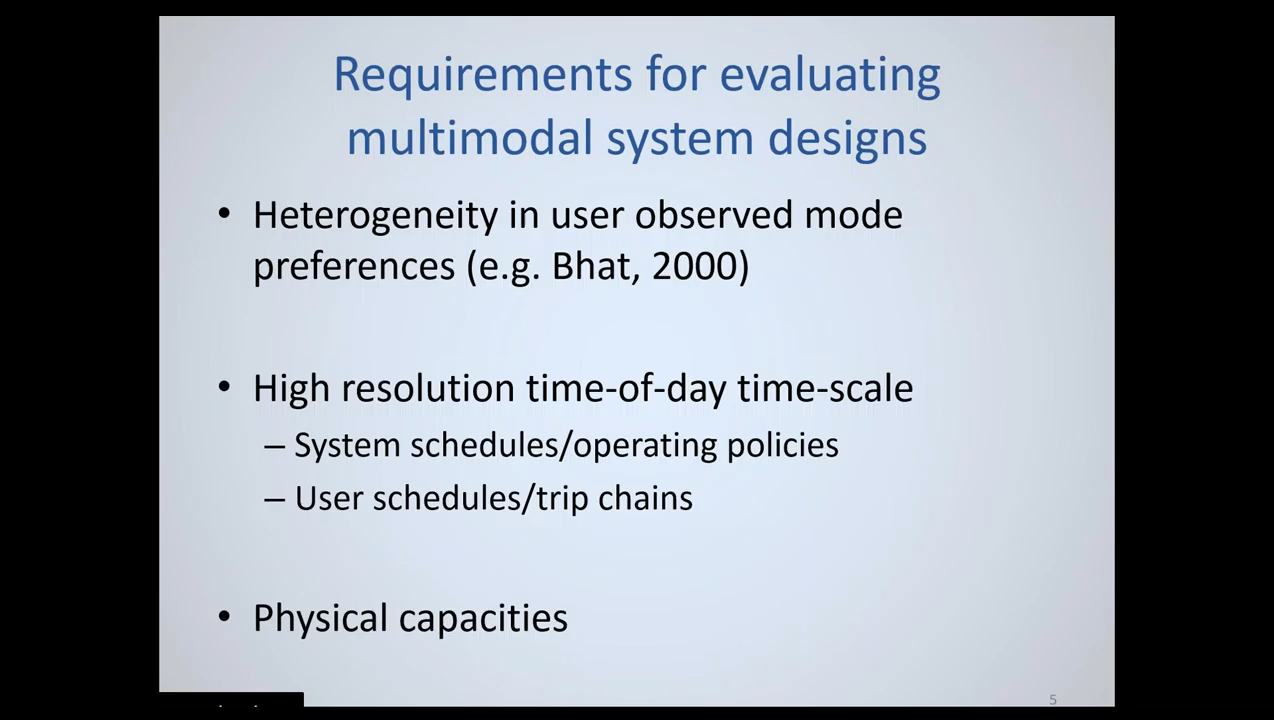 Requirements for evaluating
multimodal system designs
• Heterogeneity in user observed mode
preferences (e.g. Bhat, 2000)
• High resolution time-of-day time-scale
– System schedules/operating policies
– User schedules/trip chains
• Physical capacities
5